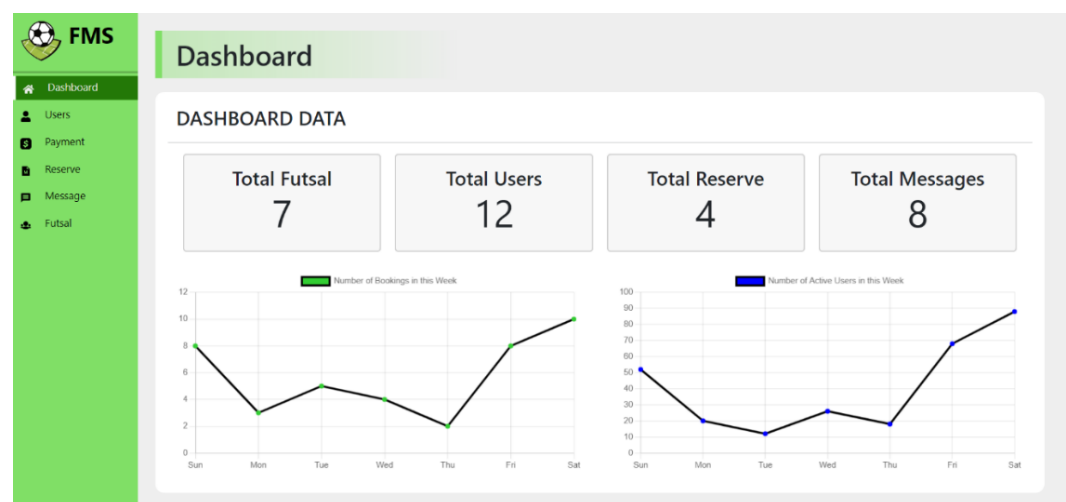 FMS
Dashboard
Users
Payment
Reserve
Message
Futsal
Dashboard
DASHBOARD DATA
Total Futsal
7
Total Users
12
Total Reserve
4
Total Messages
8
Number of Bookings in this Week
12
10
8
6
4
2
0
Sun Mon Tue Wed Thu Fri Sat
Number of Active Users in this Week
100
90
80
70
60
50
40
30
20
10
0
Sun Mon Tue Wed Thu Fri Sat